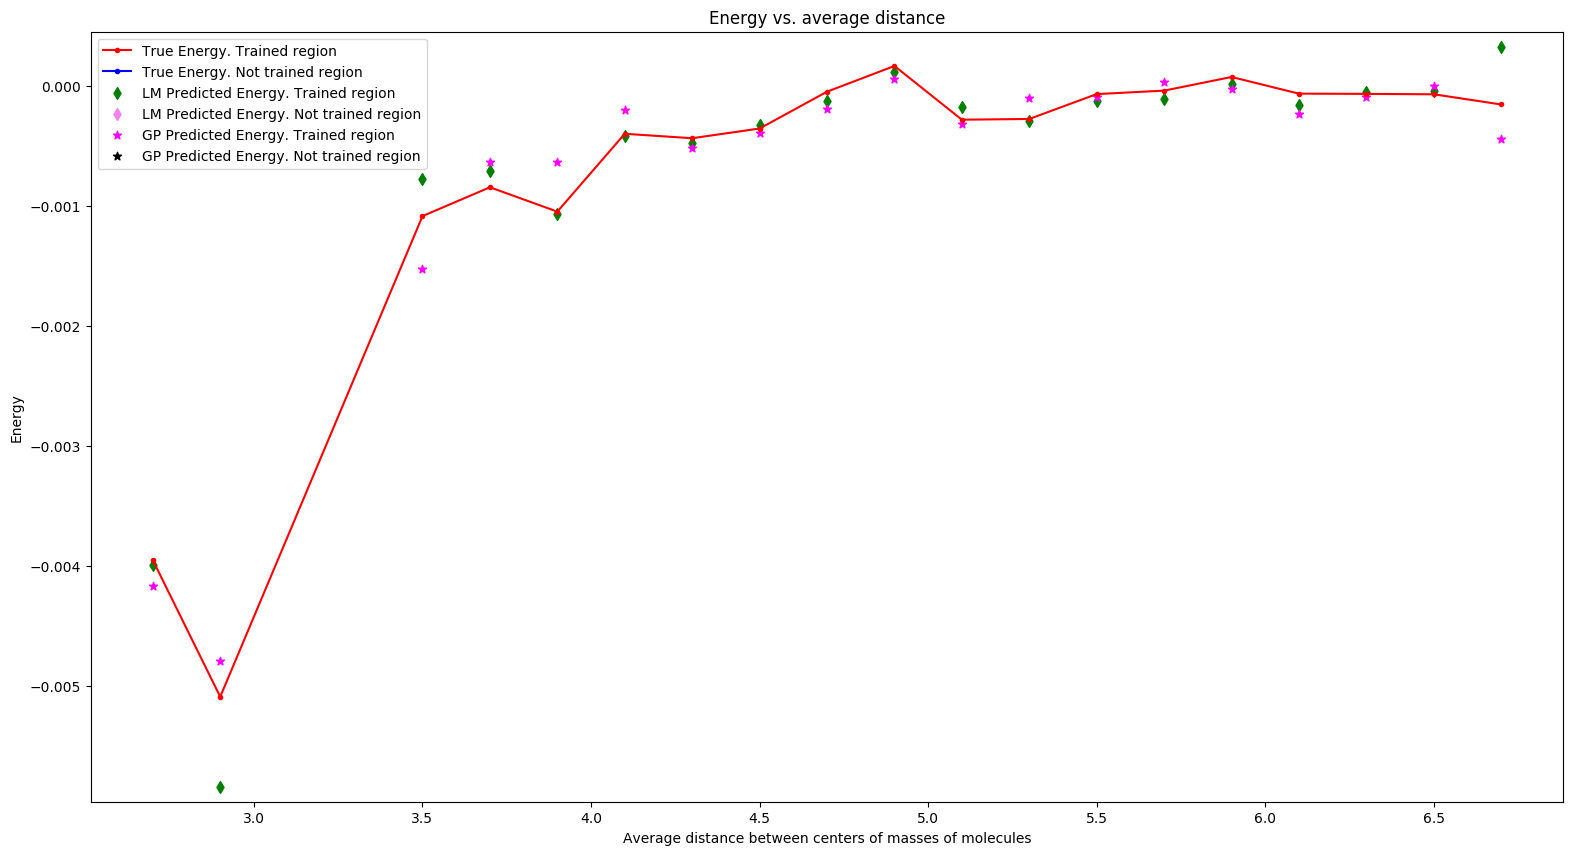 Energy vs. average distance
True Energy. Trained region
True Energy. Not trained region
LM Predicted Energy. Trained region
LM Predicted Energy. Not trained region
GP Predicted Energy. Trained region
GP Predicted Energy. Not trained region
0.000
−0.001
−0.002
−0.003
−0.004
−0.005
Energy
3.0 3.5 4.0 4.5 5.0 5.5 6.0 6.5
Average distance between centers of masses of molecules